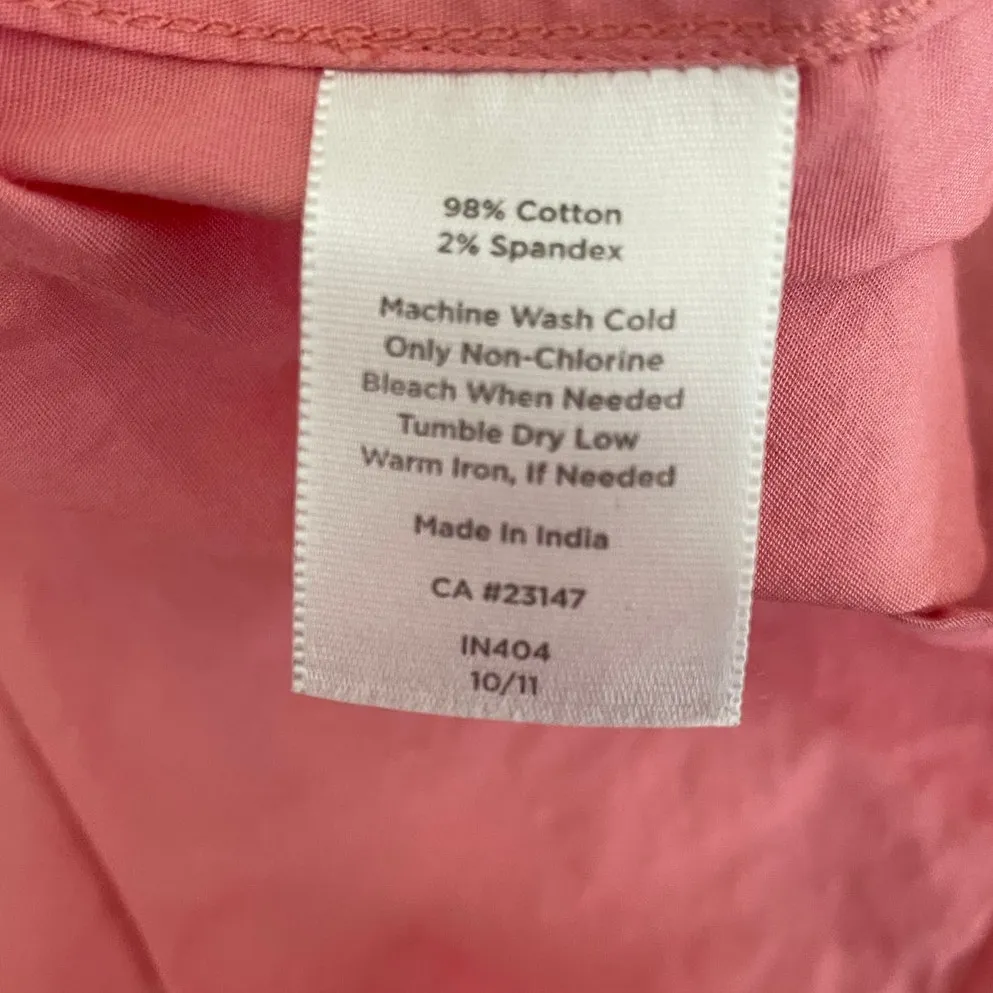 98% Cotton
2% Spandex
Machine Wash Cold
Only Non-Chlorine
Bleach When Needed
Tumble Dry Low
Warm Iron, If Needed
Made In India
CA #23147
IN404
10/11